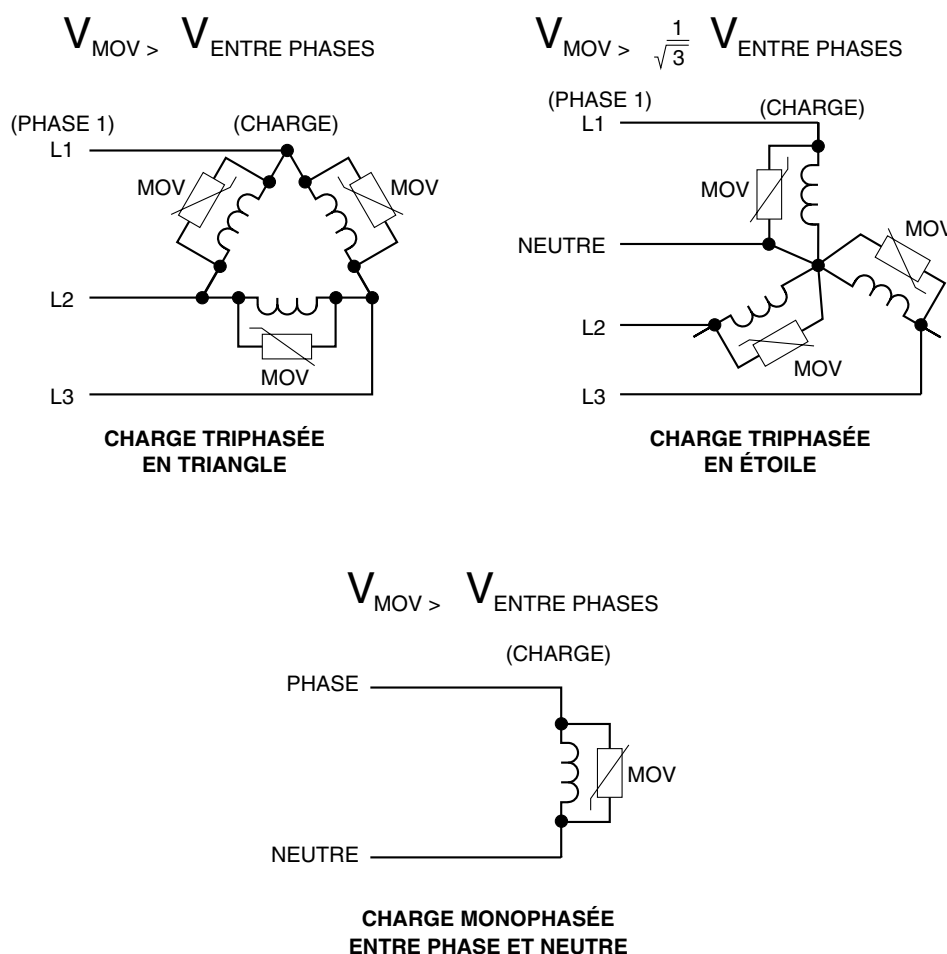 V MOV > V ENTRE PHASES
(PHASE 1)
(CHARGE)
L1
MOV
MOV
L2
MOV
L3
CHARGE TRIPHASÉE
EN TRIANGLE
V MOV > 1/√3 V ENTRE PHASES
(PHASE 1)
(CHARGE)
L1
MOV
NEUTRE
MOV
L2
MOV
L3
CHARGE TRIPHASÉE
EN ÉTOILE
V MOV > V ENTRE PHASES
(CHARGE)
PHASE
MOV
NEUTRE
CHARGE MONOPHASÉE
ENTRE PHASE ET NEUTRE